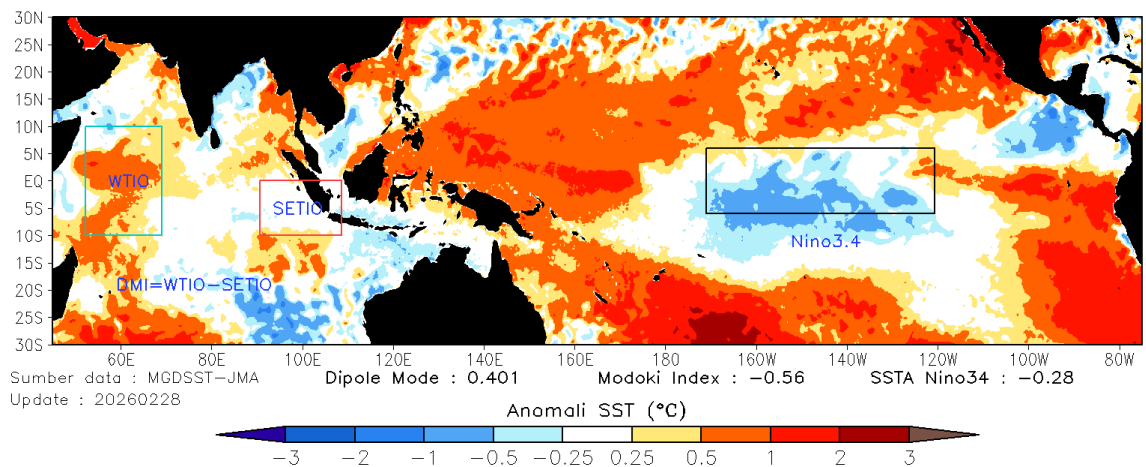 30N
25N
20N
15N
10N
5N
EQ
5S
10S
15S
20S
25S
30S
WTIO
SETIO
Nino3.4
DMI=WTIO-SETIO
60E 80E 100E 120E 140E 160E 180 160W 140W 120W 100W 80W
Sumber data : MGDSST-JMA
Dipole Mode : 0.401 Modoki Index : -0.56 SSTA Nino34 : -0.28
Update : 20260228
Anomali SST (°C)
-3 -2 -1 -0.5 -0.25 0.25 0.5 1 2 3